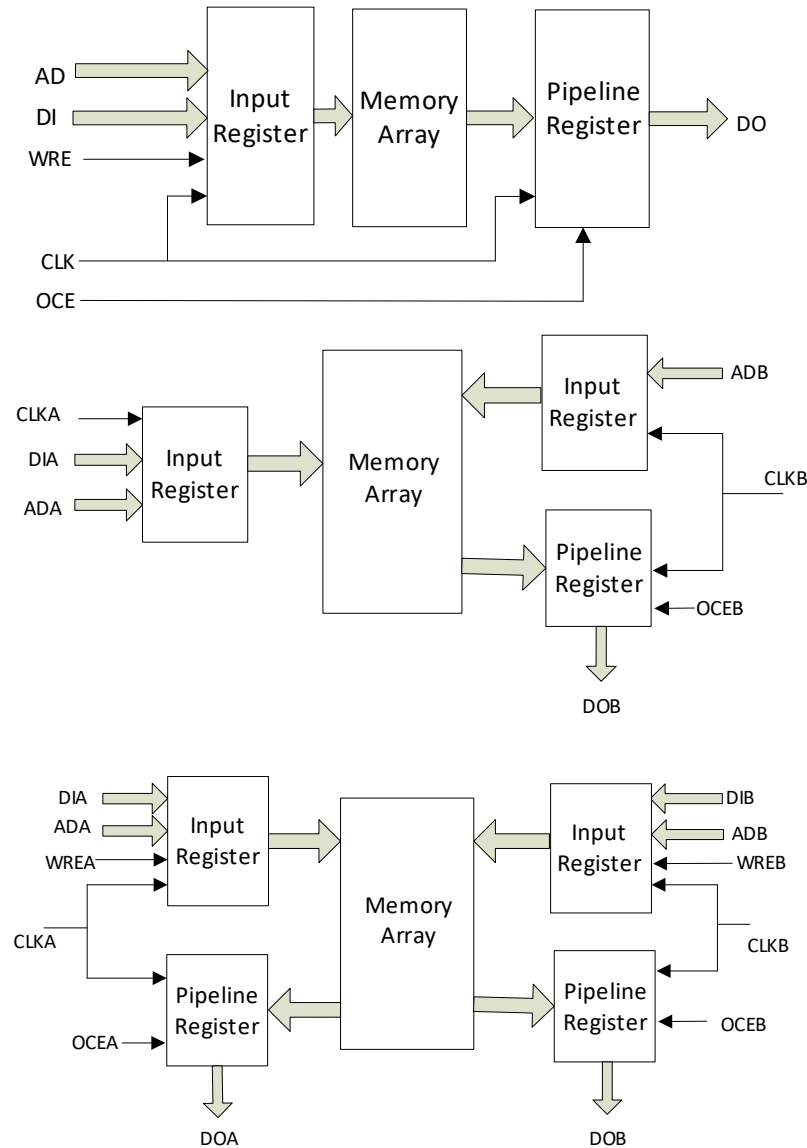 AD
DI
WRE
CLK
OCE
Input
Register
Memory
Array
Pipeline
Register
DO
CLKA
DIA
ADA
Input
Register
Memory
Array
Input
Register
ADB
CLKB
Pipeline
Register
OCEB
DOB
DIA
ADA
WREA
CLKA
OCEA
Input
Register
Pipeline
Register
DOA
Memory
Array
Input
Register
Pipeline
Register
DIB
ADB
WREB
CLKB
OCEB
DOB